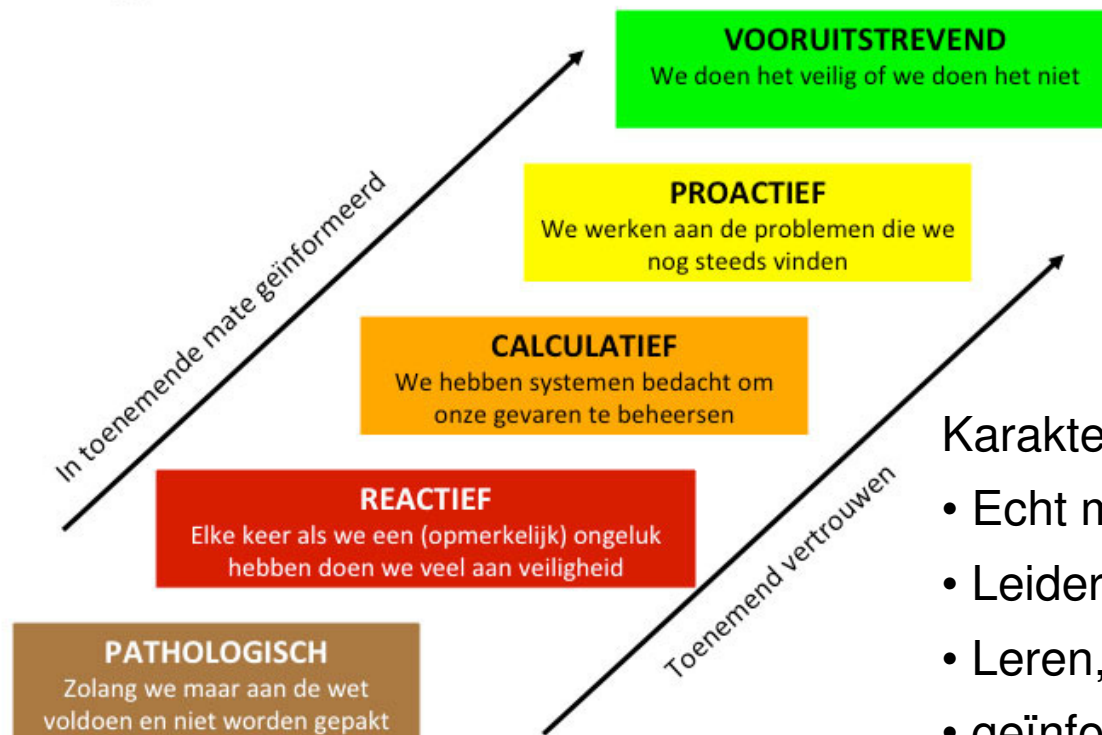 VOORUITSTREVEND
We doen het veilig of we doen het niet
PROACTIEF
We werken aan de problemen die we
nog steeds vinden
In toenemende mate geïnformeerd
CALCULATIEF
We hebben systemen bedacht om
onze gevaren te beheersen
REACTIEF
Elke keer als we een (opmerkelijk) ongeluk
hebben doen we veel aan veiligheid
Toenemend vertrouwen
PATHOLOGISCH
Zolang we maar aan de wet
voldoen en niet worden gepakt
• Echt
• Leren,